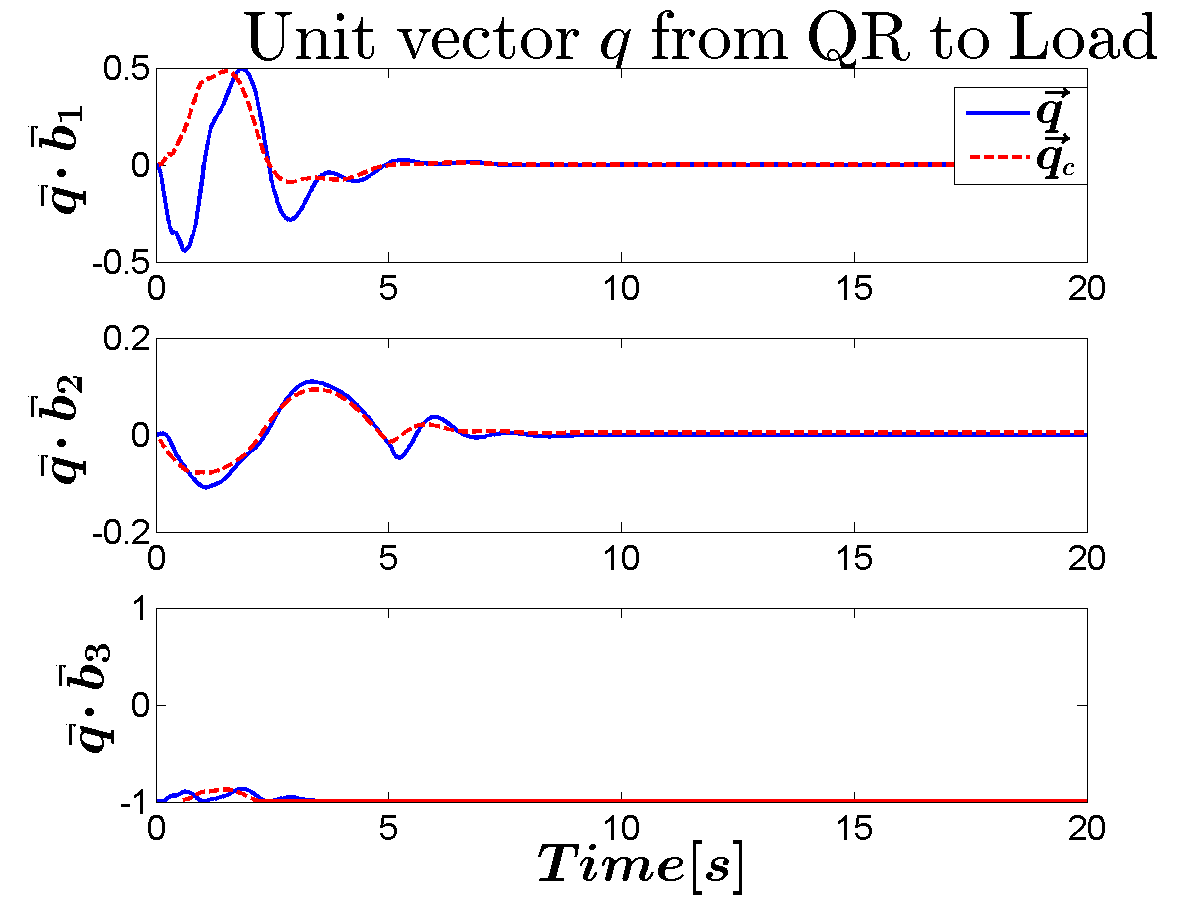 Unit vector q from QR to Load
0.5
0
-0.5
q⃗ · b⃗₁
q⃗
q⃗c
0 5 10 15 20
0.2
0
-0.2
q⃗ · b⃗₂
0 5 10 15 20
1
0
-1
q⃗ · b⃗₃
0 5 10 15 20
Time[s]